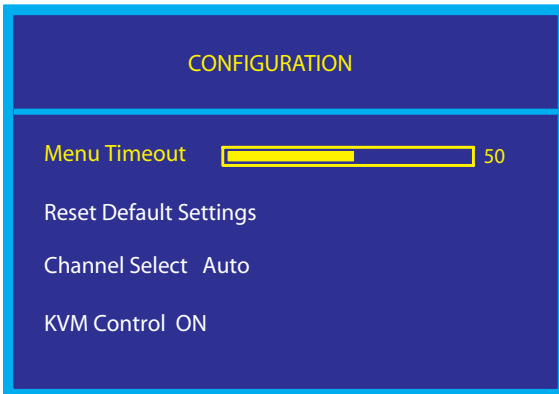 CONFIGURATION
Menu Timeout 50
Reset Default Settings
Channel Select Auto
KVM Control ON